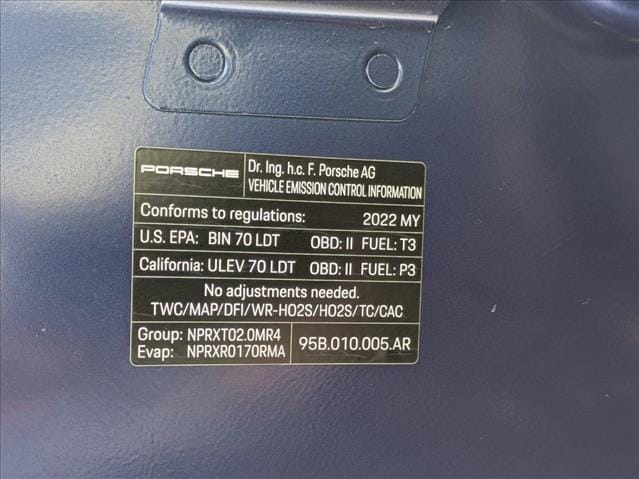 PORSCHE
Dr. Ing. h.c. F. Porsche AG
VEHICLE EMISSION CONTROL INFORMATION
Conforms to regulations: 2022 MY
U.S. EPA: BIN 70 LDT OBD: II FUEL: T3
California: ULEV 70 LDT OBD: II FUEL: P3
No adjustments needed.
TWC/MAP/DFI/WR-HO2S/HO2S/TC/CAC
Group: NPRXT02.0MR4
Evap: NPRXR0170RMA
95B.010.005.AR